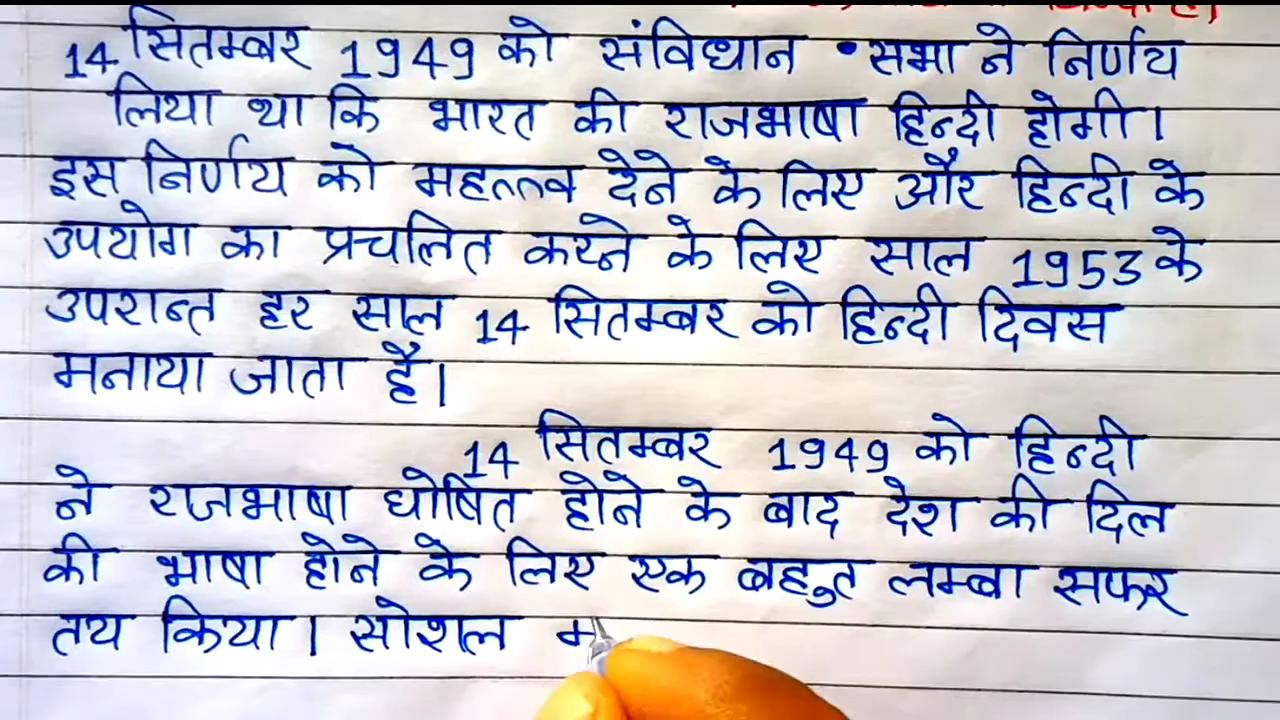 14 सितम्बर 1949 को संविधान सभा ने निर्णय
लिया था कि भारत की राजभाषा हिन्दी होगी।
इस निर्णय को महत्तव देने के लिए और हिन्दी के
उपयोग का प्रचलित करने के लिए साल 1953 के
उपरान्त हर साल 14 सितम्बर को हिन्दी दिवस
मनाया जाता है।
14 सितम्बर 1949 को हिन्दी
ने राजभाषा घोषित होने के बाद देश की दिल
की भाषा होने के लिए एक बहुत लम्बा सफर
तय किया। सोशल म